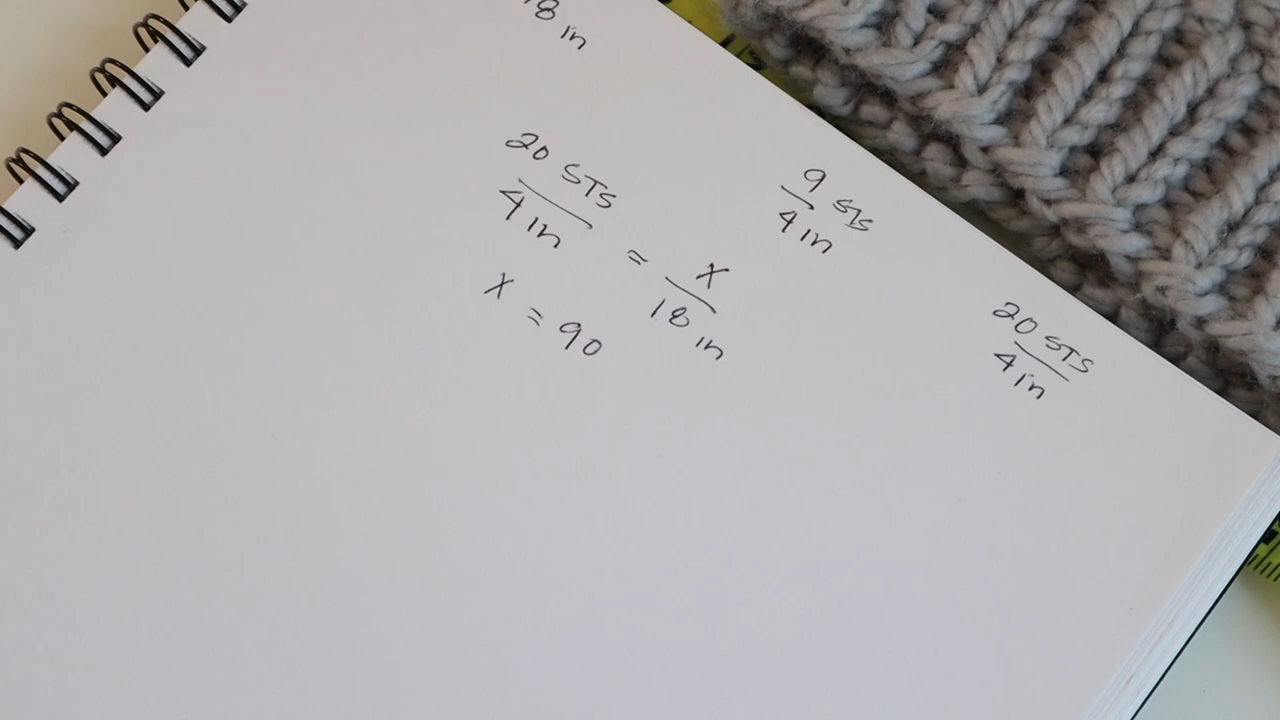 18 in
20 STS
4 in
=
x
18 in
x = 90
9 sts
4 in
20 STS
4 in